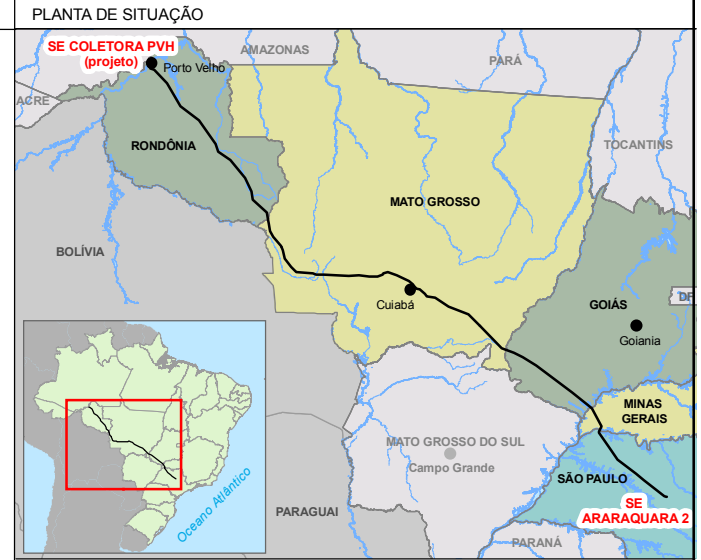 PLANTA DE SITUAÇÃO
SE COLETORA PVH
(projeto)
Porto Velho
AMAZONAS
PARÁ
ACRE
RONDÔNIA
TOCANTINS
MATO GROSSO
BOLÍVIA
Cuiabá
GOIÁS
DF
Goiania
MINAS
GERAIS
MATO GROSSO DO SUL
Campo Grande
SÃO PAULO
SE
ARARAQUARA 2
PARAGUAI
PARANÁ
Oceano Atlântico